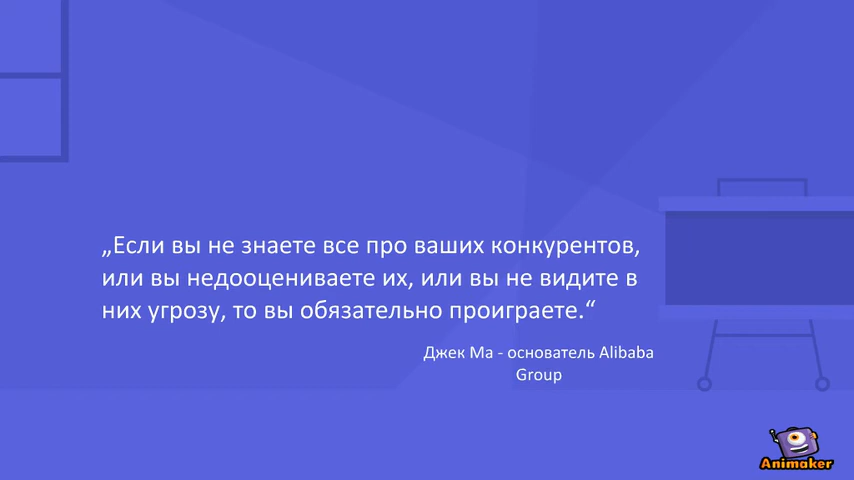 „Если вы не знаете все про ваших конкурентов,
или вы недооцениваете их, или вы не видите в
них угрозу, то вы обязательно проиграете.“
Джек Ма - основатель Alibaba
Group
Animaker